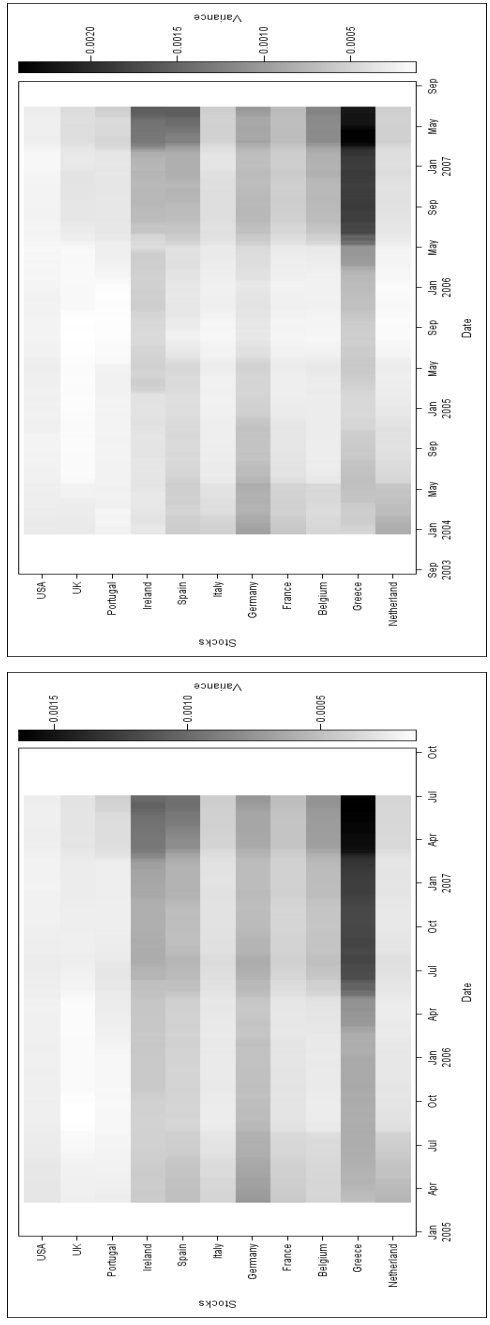 Stocks
USA
UK
Portugal
Ireland
Spain
Italy
Germany
France
Belgium
Greece
Netherland
Sep
2003
Jan
2004
May
Sep
Jan
2005
May
Sep
Jan
2006
May
Sep
Jan
2007
May
Sep
Date
0.0020
0.0015
0.0010
0.0005
Variance
Stocks
USA
UK
Portugal
Ireland
Spain
Italy
Germany
France
Belgium
Greece
Netherland
Jan
2005
Apr
Jul
Oct
Jan
2006
Apr
Jul
Oct
Jan
2007
Apr
Jul
Oct
Date
0.0015
0.0010
0.0005
Variance